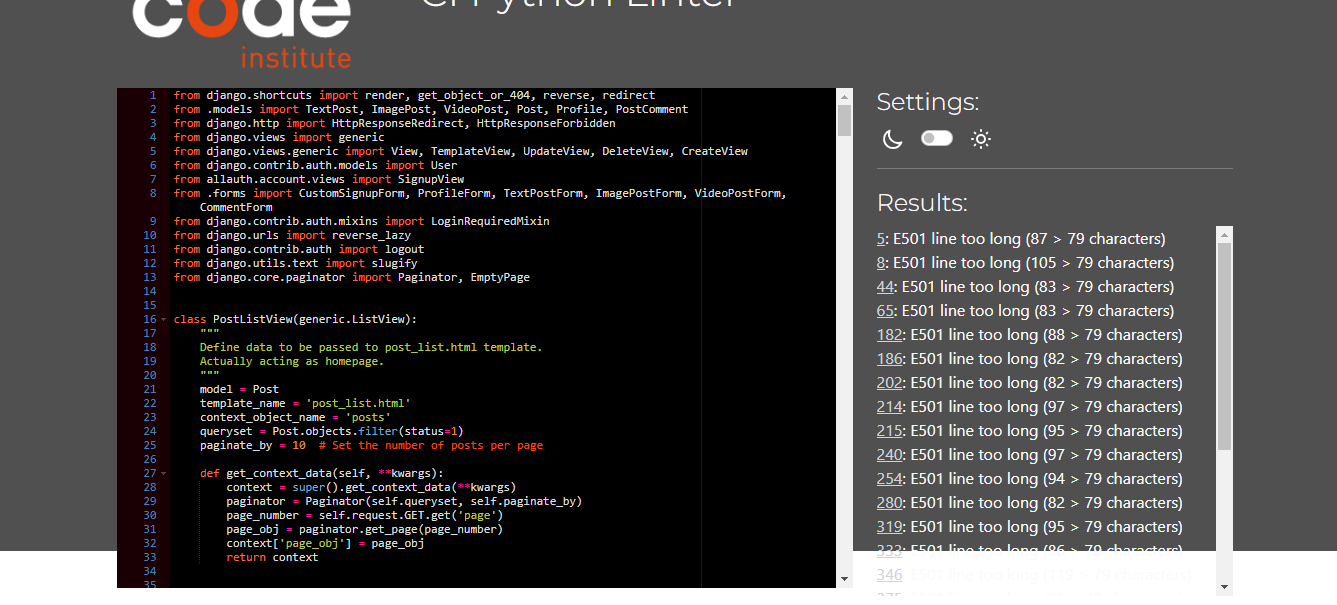 code
institute
CI Python Linter
1 from django.shortcuts import render, get_object_or_404, reverse, redirect
2 from .models import TextPost, ImagePost, VideoPost, Post, Profile, PostComment
3 from django.http import HttpResponseRedirect, HttpResponseForbidden
4 from django.views import generic
5 from django.views.generic import View, TemplateView, UpdateView, DeleteView, CreateView
6 from django.contrib.auth.models import User
7 from allauth.account.views import SignupView
8 from .forms import CustomSignupForm, ProfileForm, TextPostForm, ImagePostForm, VideoPostForm,
CommentForm
9 from django.contrib.auth.mixins import LoginRequiredMixin
10 from django.urls import reverse_lazy
11 from django.contrib.auth import logout
12 from django.utils.text import slugify
13 from django.core.paginator import Paginator, EmptyPage
14
15
16 class PostListView(generic.ListView):
17 """
18 Define data to be passed to post_list.html template.
19 Actually acting as homepage.
20 """
21 model = Post
22 template_name = 'post_list.html'
23 context_object_name = 'posts'
24 queryset = Post.objects.filter(status=1)
25 paginate_by = 10  # Set the number of posts per page
26
27 def get_context_data(self, **kwargs):
28 context = super().get_context_data(**kwargs)
29 paginator = Paginator(self.queryset, self.paginate_by)
30 page_number = self.request.GET.get('page')
31 page_obj = paginator.get_page(page_number)
32 context['page_obj'] = page_obj
33 return context
34
35
Settings:
Results:
5: E501 line too long (87 > 79 characters)
8: E501 line too long (105 > 79 characters)
44: E501 line too long (83 > 79 characters)
65: E501 line too long (83 > 79 characters)
182: E501 line too long (88 > 79 characters)
186: E501 line too long (82 > 79 characters)
202: E501 line too long (82 > 79 characters)
214: E501 line too long (97 > 79 characters)
215: E501 line too long (95 > 79 characters)
240: E501 line too long (97 > 79 characters)
254: E501 line too long (94 > 79 characters)
280: E501 line too long (82 > 79 characters)
319: E501 line too long (95 > 79 characters)
333: E501 line too long (86 > 79 characters)
346: E501 line too long (119 > 79 characters)